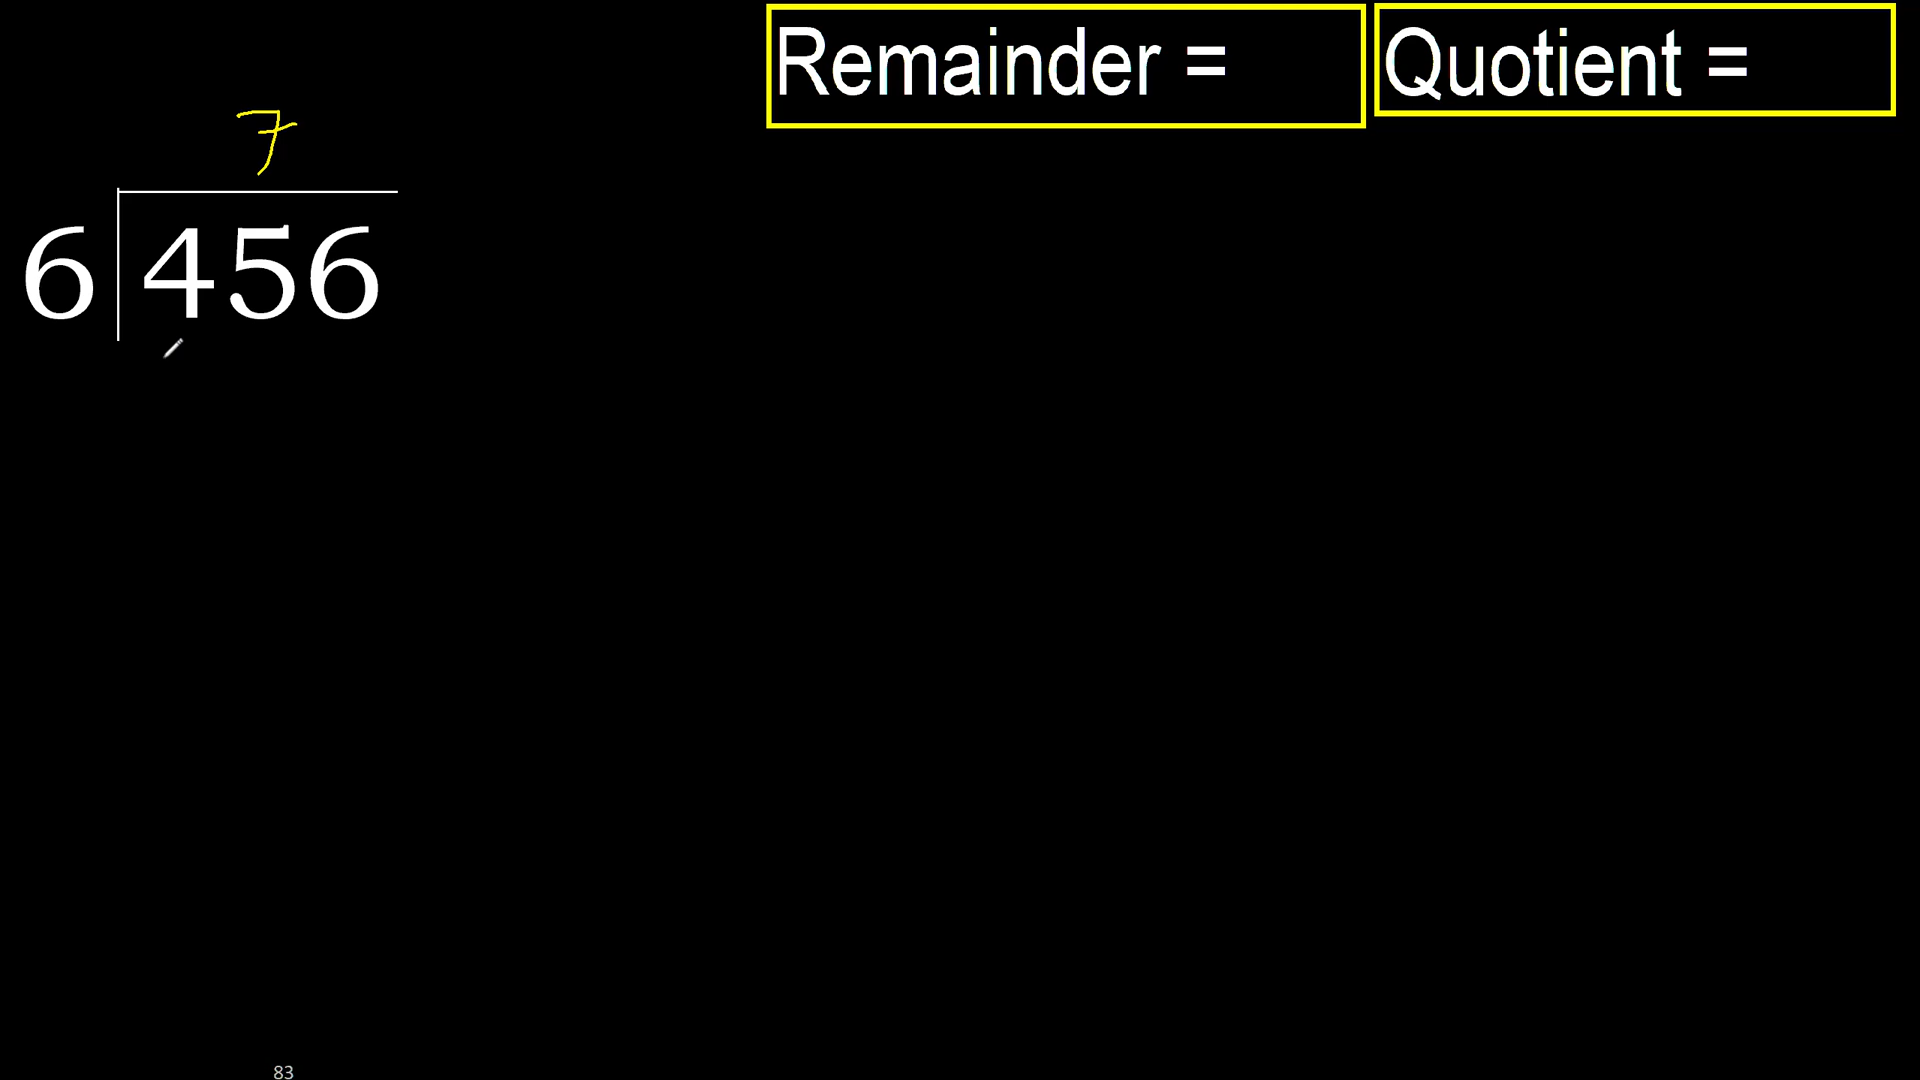 Remainder = Quotient =
7
6 456
83